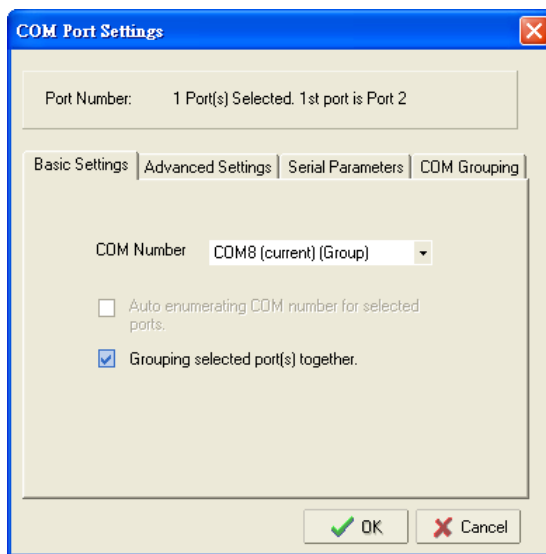 COM Port Settings
Port Number: 1 Port(s) Selected. 1st port is Port 2
Basic Settings Advanced Settings Serial Parameters COM Grouping
COM Number COM8 (current) (Group)
Auto enumerating COM number for selected
ports.
Grouping selected port(s) together.
OK Cancel